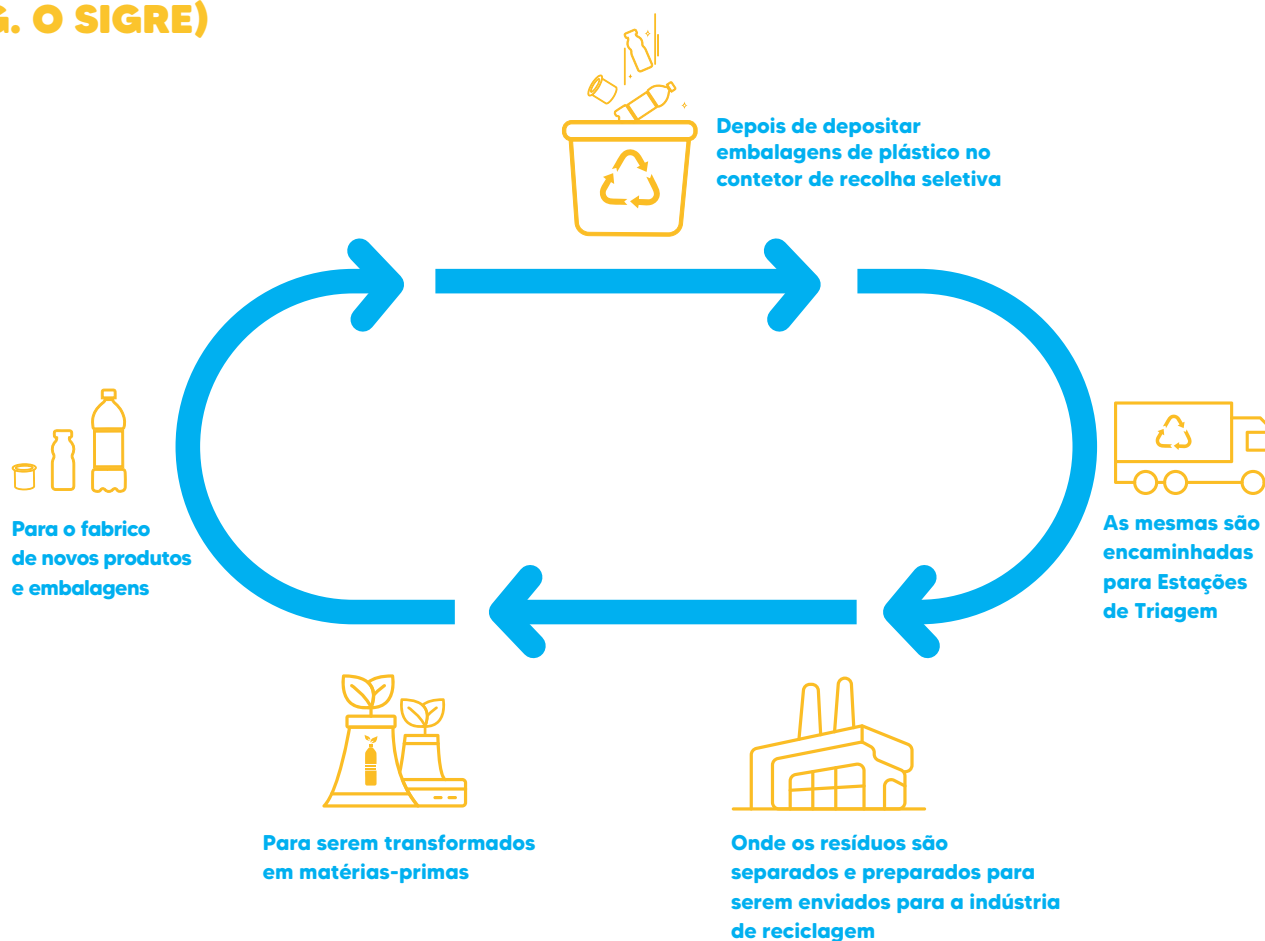 G. O SIGRE)
Depois de depositar
embalagens de plástico no
contetor de recolha seletiva
As mesmas são
encaminhadas
para Estações
de Triagem
Onde os resíduos são
separados e preparados para
serem enviados para a indústria
de reciclagem
Para serem transformados
em matérias-primas
Para o fabrico
de novos produtos
e embalagens